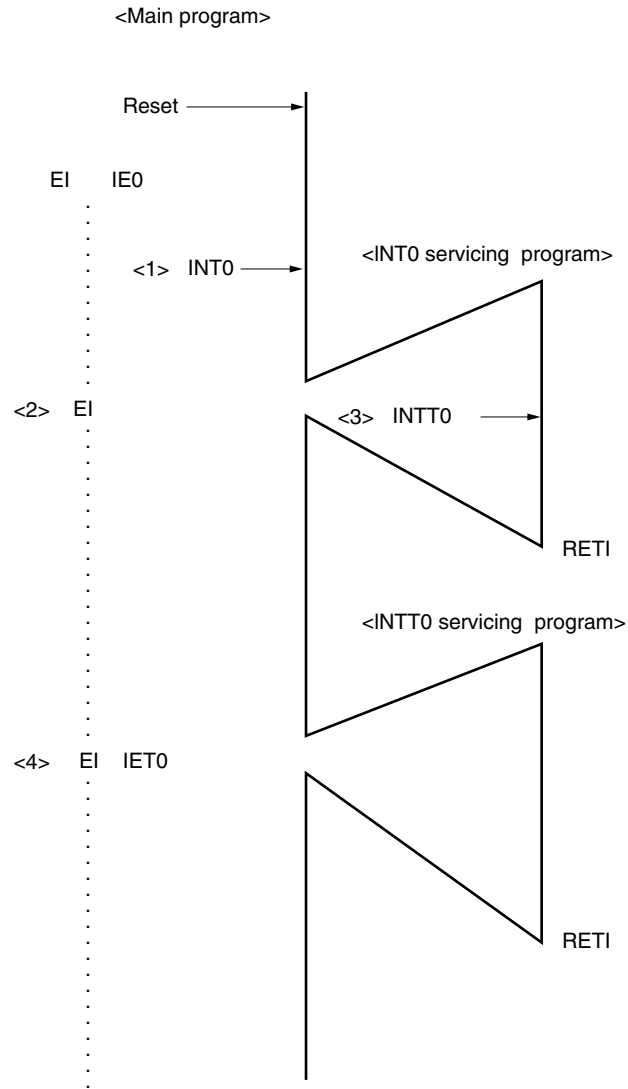 <Main program>
Reset
EI IE0
<1> INT0
<INT0 servicing program>
<2> EI
<3> INTT0
RETI
<INTT0 servicing program>
<4> EI IET0
RETI